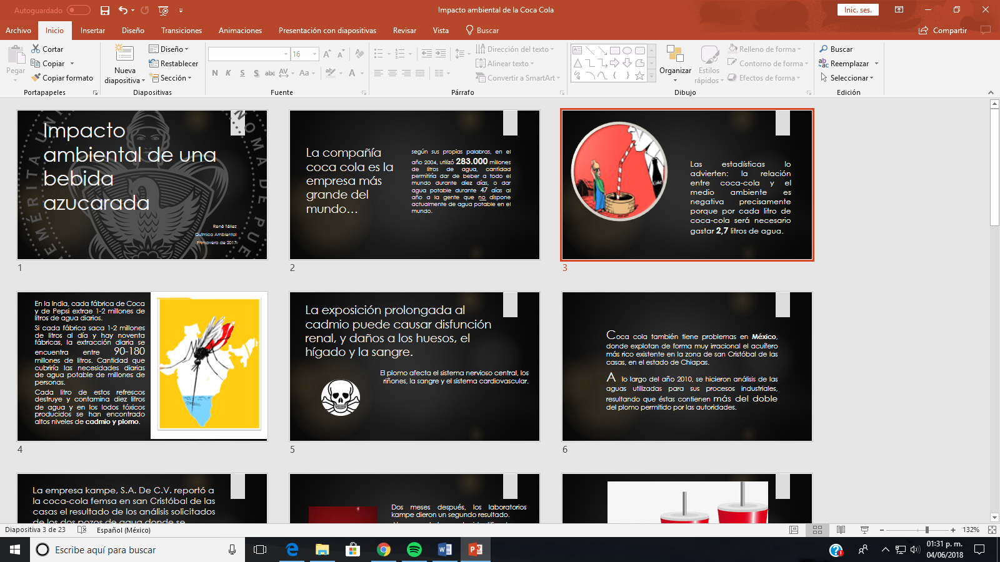 Autoguardado
Impacto ambiental de la Coca Cola
Inic. ses.
Archivo Inicio Insertar Diseño Transiciones Animaciones Presentación con diapositivas Revisar Vista Buscar Compartir
Pegar
Cortar
Copiar
Copiar formato
Portapapeles
Nueva
diapositiva
Diseño
Restablecer
Sección
Diapositivas
16
N K S S abc AV Aa A
Fuente
Dirección del texto
Alinear texto
Convertir a SmartArt
Párrafo
Organizar
Estilos
rápidos
Relleno de forma
Contorno de forma
Efectos de forma
Dibujo
Buscar
Reemplazar
Seleccionar
Edición
Impacto
ambiental de una
bebida
azucarada
René Téllez
Química Ambiental
Primavera de 2017
1
La compañía
coca cola es la
empresa más
grande del
mundo...
según sus propias palabras, en el
año 2004, utilizó 283.000 millones
de litros de agua, cantidad
permitiría dar de beber a todo el
mundo durante diez días, o dar
agua potable durante 47 días al
año a la gente que no dispone
actualmente de agua potable en el
mundo.
2
Las estadísticas lo
advierten: la relación
entre coca-cola y el
medio ambiente es
negativa precisamente
porque por cada litro de
coca-cola será necesario
gastar 2,7 litros de agua.
3
En la India, cada fábrica de Coca
y de Pepsi extrae 1-2 millones de
litros de agua diarios.
Si cada fábrica saca 1-2 millones
de litros al día y hay noventa
fábricas, la extracción diaria se
encuentra entre 90-180
millones de litros. Cantidad que
cubriría las necesidades diarias
de agua potable de millones de
personas.
Cada litro de estos refrescos
destruye y contamina diez litros
de agua y en los lodos tóxicos
producidos se han encontrado
altos niveles de cadmio y plomo.
4
La exposición prolongada al
cadmio puede causar disfunción
renal, y daños a los huesos, el
hígado y la sangre.
El plomo afecta el sistema nervioso central, los
riñones, la sangre y el sistema cardiovascular.
5
Coca cola también tiene problemas en México,
donde explotan de forma muy irracional el acuífero
más rico existente en la zona de san Cristóbal de las
casas, en el estado de Chiapas.
A lo largo del año 2010, se hicieron análisis de las
aguas utilizadas para sus procesos industriales,
resultando que éstas contienen más del doble
del plomo permitido por las autoridades.
6
La empresa kampe, S.A. De C.V. reportó a
la coca-cola femsa en san Cristóbal de las
casas el resultado de los análisis solicitados
de los dos pozos de agua donde se
Dos meses después, los laboratorios
kampe dieron un segundo resultado.
Diapositiva 3 de 23
Español (México)
132%
Escribe aquí para buscar
01:31 p. m.
04/06/2018